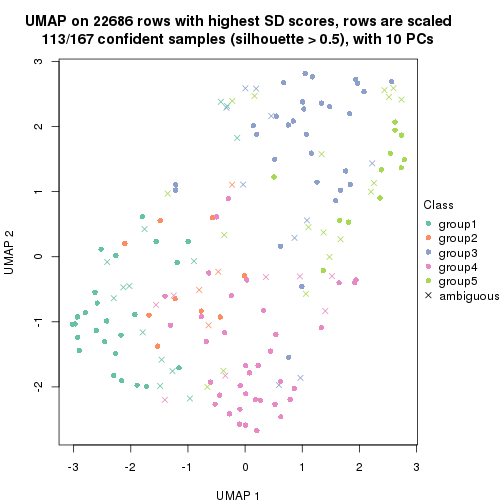 UMAP on 22686 rows with highest SD scores, rows are scaled
113/167 confident samples (silhouette > 0.5), with 10 PCs
3
2
1
0
-1
-2
UMAP 2
-3
-2
-1
0
1
2
3
UMAP 1
Class
group1
group2
group3
group4
group5
ambiguous